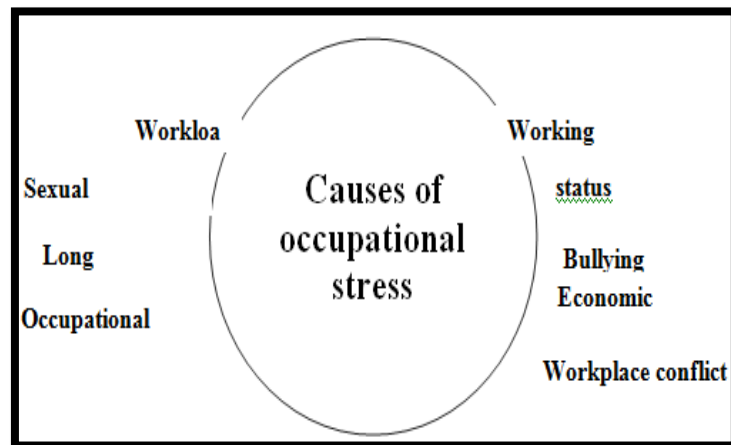 Workloa
Sexual
Long
Occupational
Causes of
occupational
stress
Working
status
Bullying
Economic
Workplace conflict